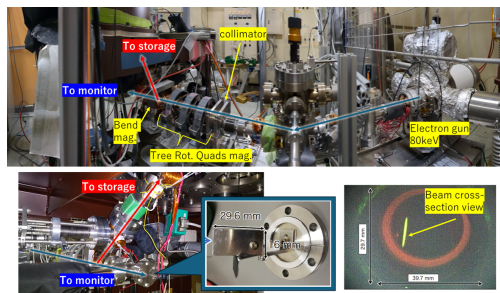 collimator
To storage
To monitor
Bend
mag.
Tree Rot. Quads mag.
Electron gun
80keV
To storage
To monitor
29.6 mm
6 mm
Beam cross-
section view
29.7 mm
39.7 mm